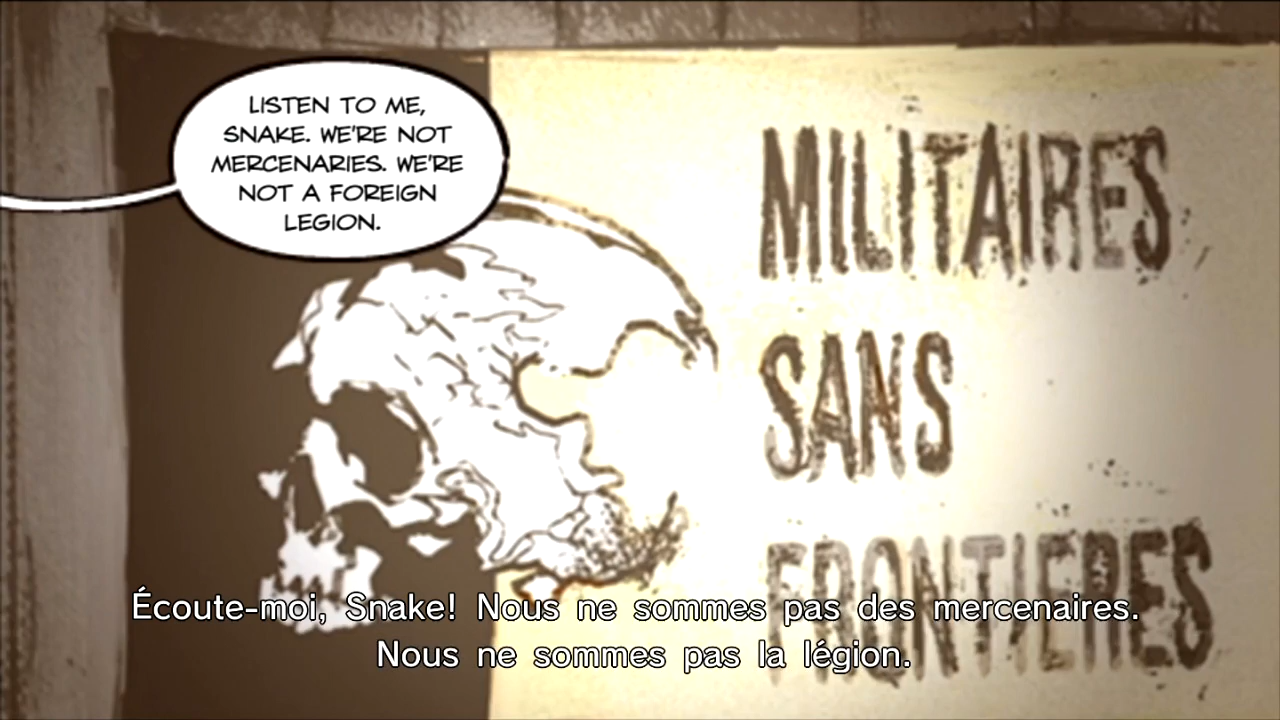 LISTEN TO ME,
SNAKE. WE'RE NOT
MERCENARIES. WE'RE
NOT A FOREIGN
LEGION.
MILITAIRES
SANS
FRONTIERES
Écoute-moi, Snake! Nous ne sommes pas des mercenaires.
Nous ne sommes pas la légion.